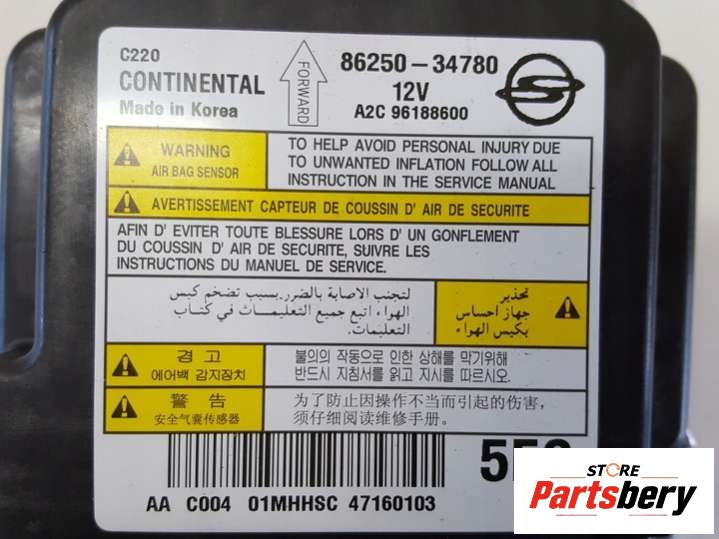 C220
CONTINENTAL
Made in Korea
FORWARD
86250-34780
12V
A2C 96188600
WARNING
AIR BAG SENSOR
TO HELP AVOID PERSONAL INJURY DUE
TO UNWANTED INFLATION FOLLOW ALL
INSTRUCTION IN THE SERVICE MANUAL
AVERTISSEMENT CAPTEUR DE COUSSIN D' AIR DE SECURITE
AFIN D' EVITER TOUTE BLESSURE LORS D' UN GONFLEMENT
DU COUSSIN D' AIR DE SECURITE, SUIVRE LES
INSTRUCTIONS DU MANUEL DE SERVICE.
تحذير
جهاز احساس
بكيس الهواء
لتجنب الاصابة بالضرر بسبب تضخم كيس
الهواء اتبع جميع التعليمات في كتاب
التعليمات.
경 고
에어백 감지장치
불의의 작동으로 인한 상해를 막기위해
반드시 지침서를 읽고 지시를 따르시오.
警 告
安全气囊传感器
为了防止因操作不当而引起的伤害,
须仔细阅读维修手册.
AA C004 01MHHSC 47160103
STORE
Partsbery